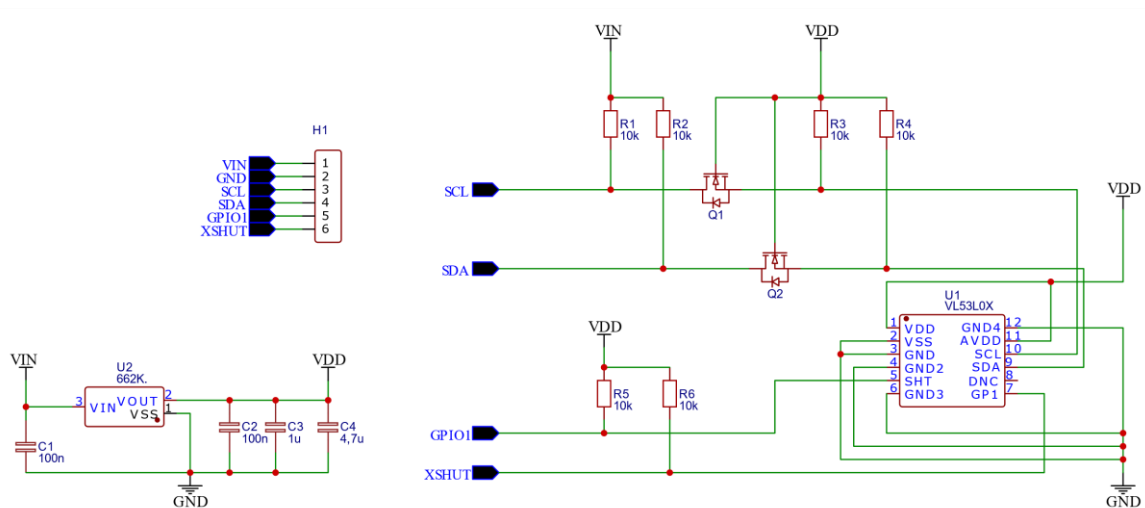 VIN
VDD
R1
10k
R2
10k
R3
10k
R4
10k
H1
VIN
1
GND
2
SCL
3
SDA
4
GPIO1
5
XSHUT
6
SCL
Q1
SDA
Q2
VDD
U1
VL53L0X
1
VDD
GND4
12
2
VSS
AVDD
11
3
GND
SCL
10
4
GND2
SDA
9
5
SHT
DNC
8
6
GND3
GP1
7
VDD
R5
10k
R6
10k
GPIO1
XSHUT
GND
VIN
VDD
U2
662K.
3
VIN
VOUT
2
VSS
1
C1
100n
C2
100n
C3
1u
C4
4,7u
GND